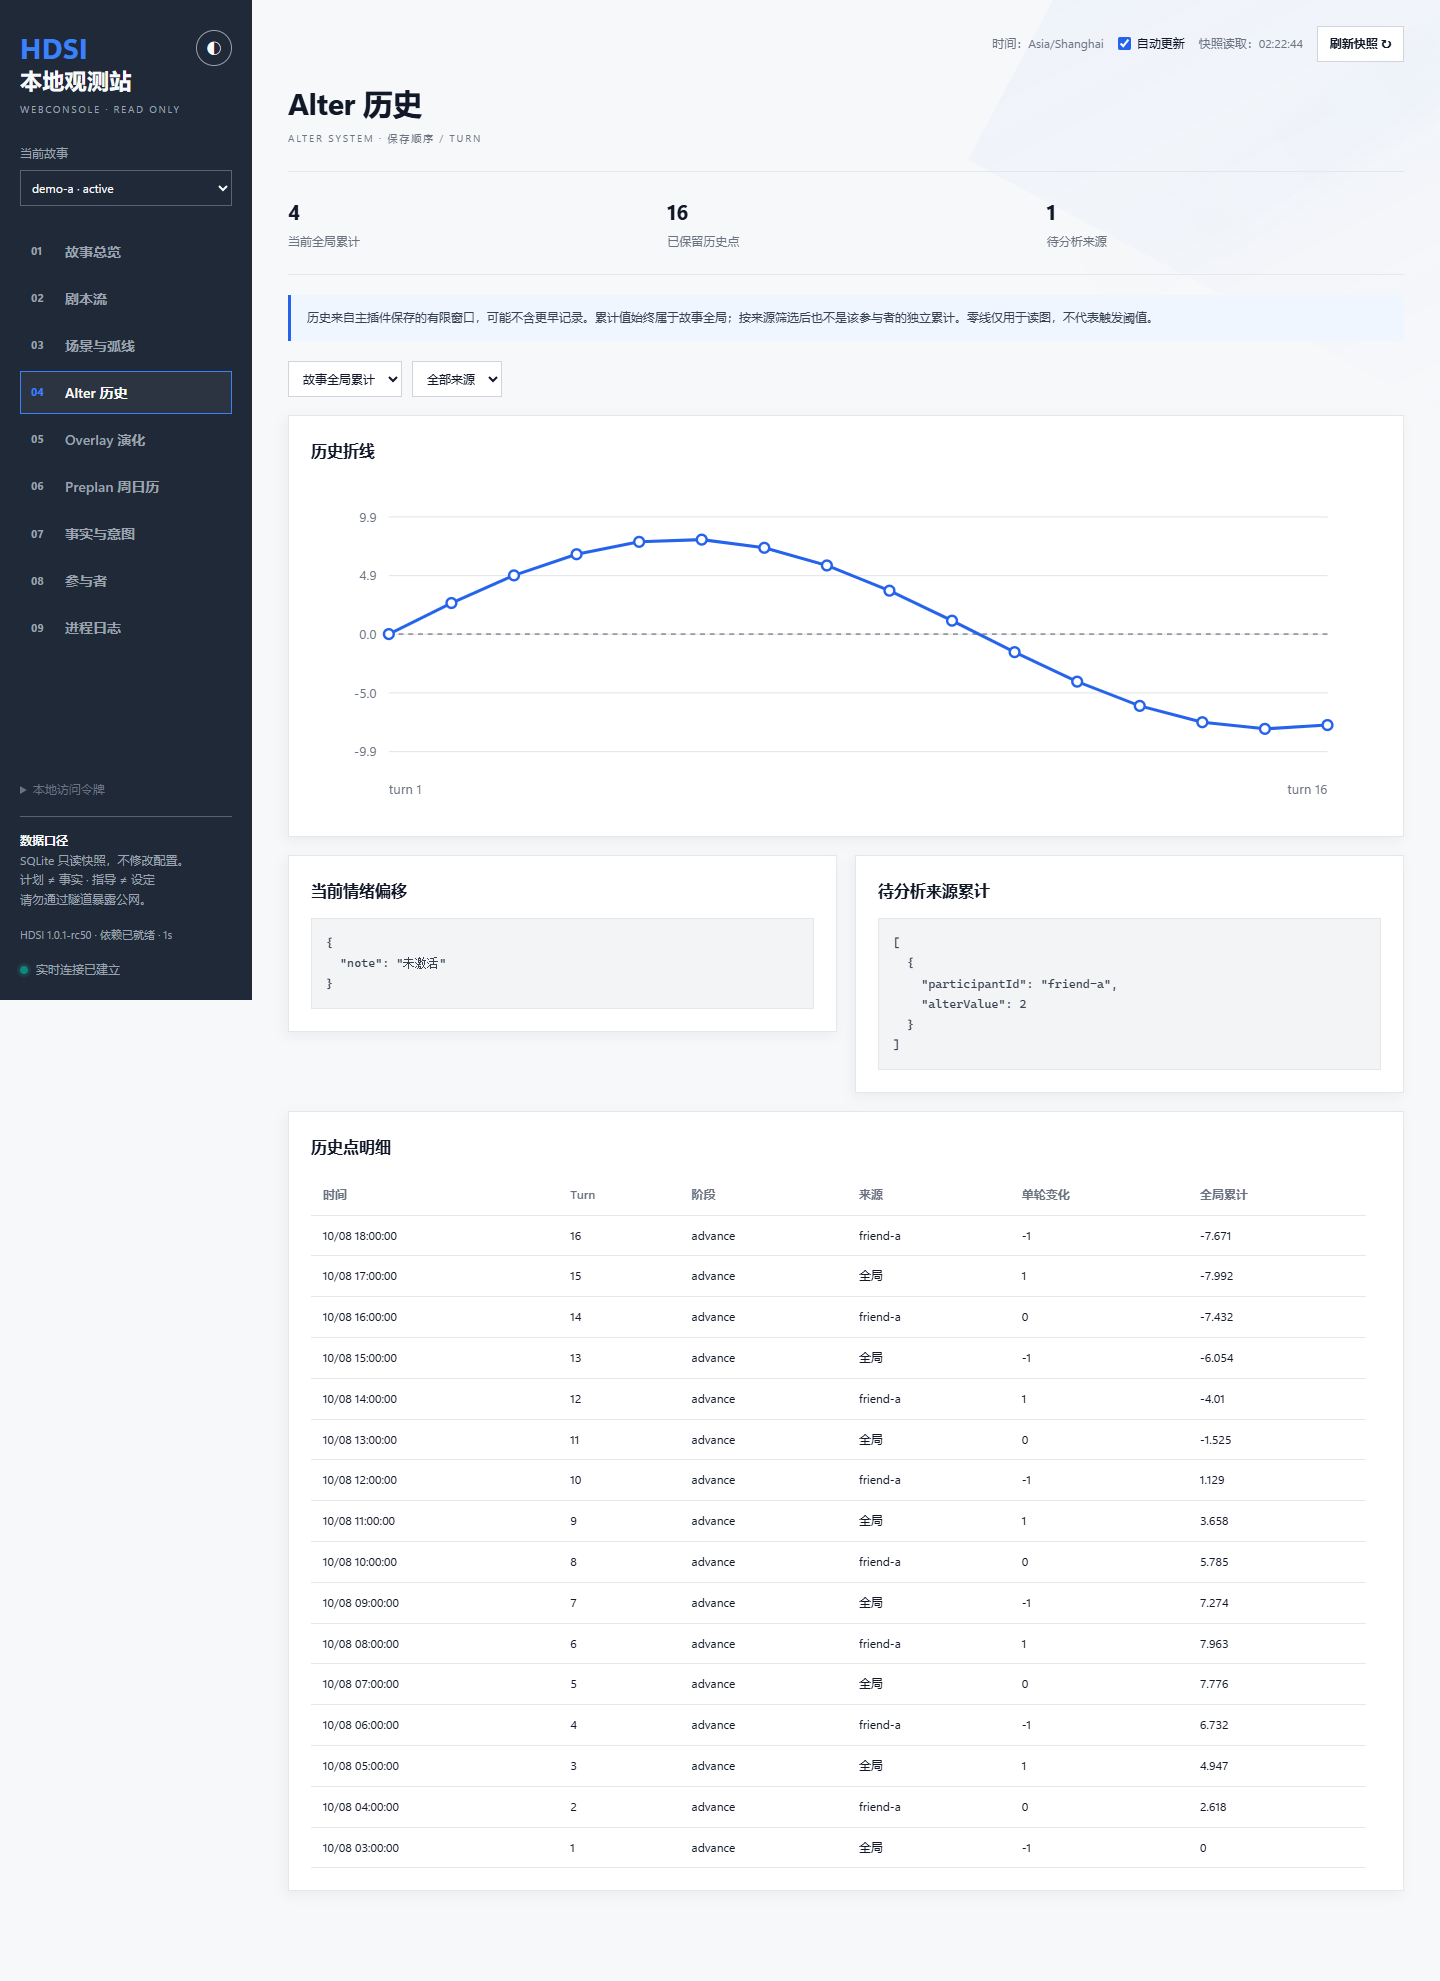 HDSI
本地观测站
WEBCONSOLE · READ ONLY
当前故事
demo-a · active
01 故事总览
02 剧本流
03 场景与弧线
04 Alter 历史
05 Overlay 演化
06 Preplan 周日历
07 事实与意图
08 参与者
09 进程日志
本地访问令牌
数据口径
SQLite 只读快照，不修改配置。
计划 ≠ 事实 · 指导 ≠ 设定
请勿通过隧道暴露公网。
HDSI 1.0.1-rc50 · 依赖已就绪 · 1s
实时连接已建立
时间：Asia/Shanghai 自动更新 快照读取：02:22:44 刷新快照 ↻
Alter 历史
ALTER SYSTEM · 保存顺序 / TURN
4 16 1
当前全局累计 已保留历史点 待分析来源
历史来自主插件保存的有限窗口，可能不含更早记录。累计值始终属于故事全局；按来源筛选后也不是该参与者的独立累计。零线仅用于读图，不代表触发阈值。
故事全局累计 全部来源
历史折线
9.9
4.9
0.0
-5.0
-9.9
turn 1 turn 16
当前情绪偏移
{
"note": "未激活"
}
待分析来源累计
[
{
"participantId": "friend-a",
"alterValue": 2
}
]
历史点明细
时间 Turn 阶段 来源 单轮变化 全局累计
10/08 18:00:00 16 advance friend-a -1 -7.671
10/08 17:00:00 15 advance 全局 1 -7.992
10/08 16:00:00 14 advance friend-a 0 -7.432
10/08 15:00:00 13 advance 全局 -1 -6.054
10/08 14:00:00 12 advance friend-a 1 -4.01
10/08 13:00:00 11 advance 全局 0 -1.525
10/08 12:00:00 10 advance friend-a -1 1.129
10/08 11:00:00 9 advance 全局 1 3.658
10/08 10:00:00 8 advance friend-a 0 5.785
10/08 09:00:00 7 advance 全局 -1 7.274
10/08 08:00:00 6 advance friend-a 1 7.963
10/08 07:00:00 5 advance 全局 0 7.776
10/08 06:00:00 4 advance friend-a -1 6.732
10/08 05:00:00 3 advance 全局 1 4.947
10/08 04:00:00 2 advance friend-a 0 2.618
10/08 03:00:00 1 advance 全局 -1 0